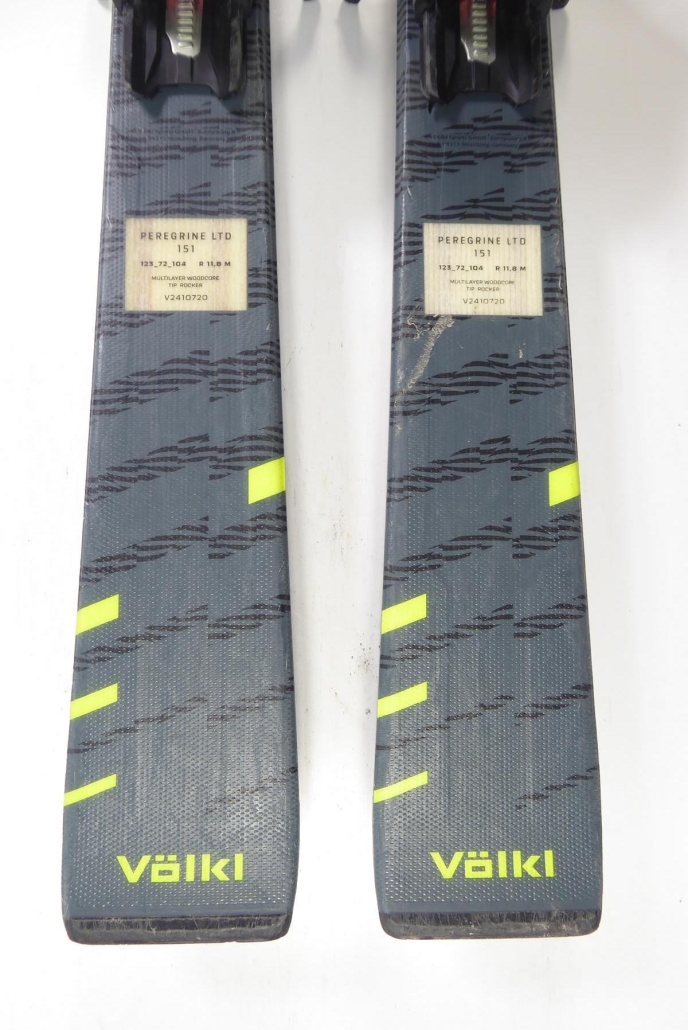 PEREGRINE LTD
151
123_72_104 R 11,8 M
MULTILAYER WOODCORE
TIP ROCKER
V2410720
PEREGRINE LTD
151
123_72_104 R 11,8 M
MULTILAYER WOODCORE
TIP ROCKER
V2410720
Völkl
Völkl